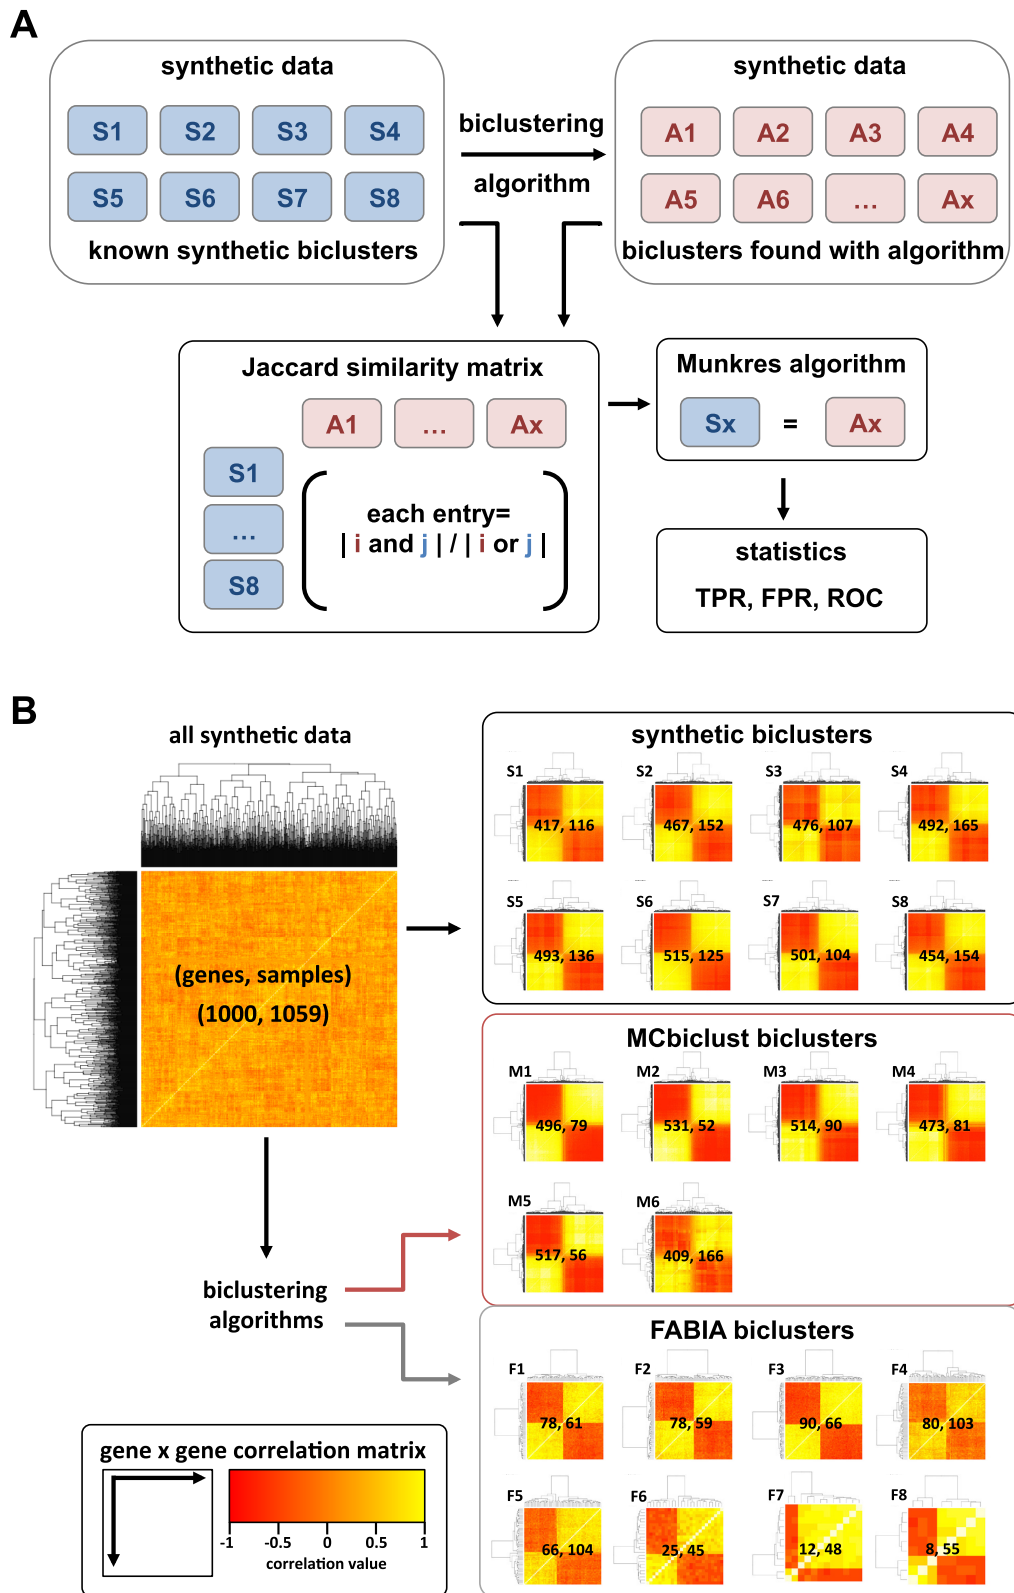 A
synthetic data
S1 S2 S3 S4
S5 S6 S7 S8
known synthetic biclusters
biclustering
algorithm
synthetic data
A1 A2 A3 A4
A5 A6 ... Ax
biclusters found with algorithm
Jaccard similarity matrix
A1 ... Ax
S1
...
S8
each entry=
| i and j | / | i or j |
Munkres algorithm
Sx = Ax
statistics
TPR, FPR, ROC
B
all synthetic data
(genes, samples)
(1000, 1059)
synthetic biclusters
S1 S2 S3 S4
417, 116 467, 152 476, 107 492, 165
S5 S6 S7 S8
493, 136 515, 125 501, 104 454, 154
MCbiclust biclusters
M1 M2 M3 M4
496, 79 531, 52 514, 90 473, 81
M5 M6
517, 56 409, 166
biclustering
algorithms
FABIA biclusters
F1 F2 F3 F4
78, 61 78, 59 90, 66 80, 103
F5 F6 F7 F8
66, 104 25, 45 12, 48 8, 55
gene x gene correlation matrix
-1 -0.5 0 0.5 1
correlation value